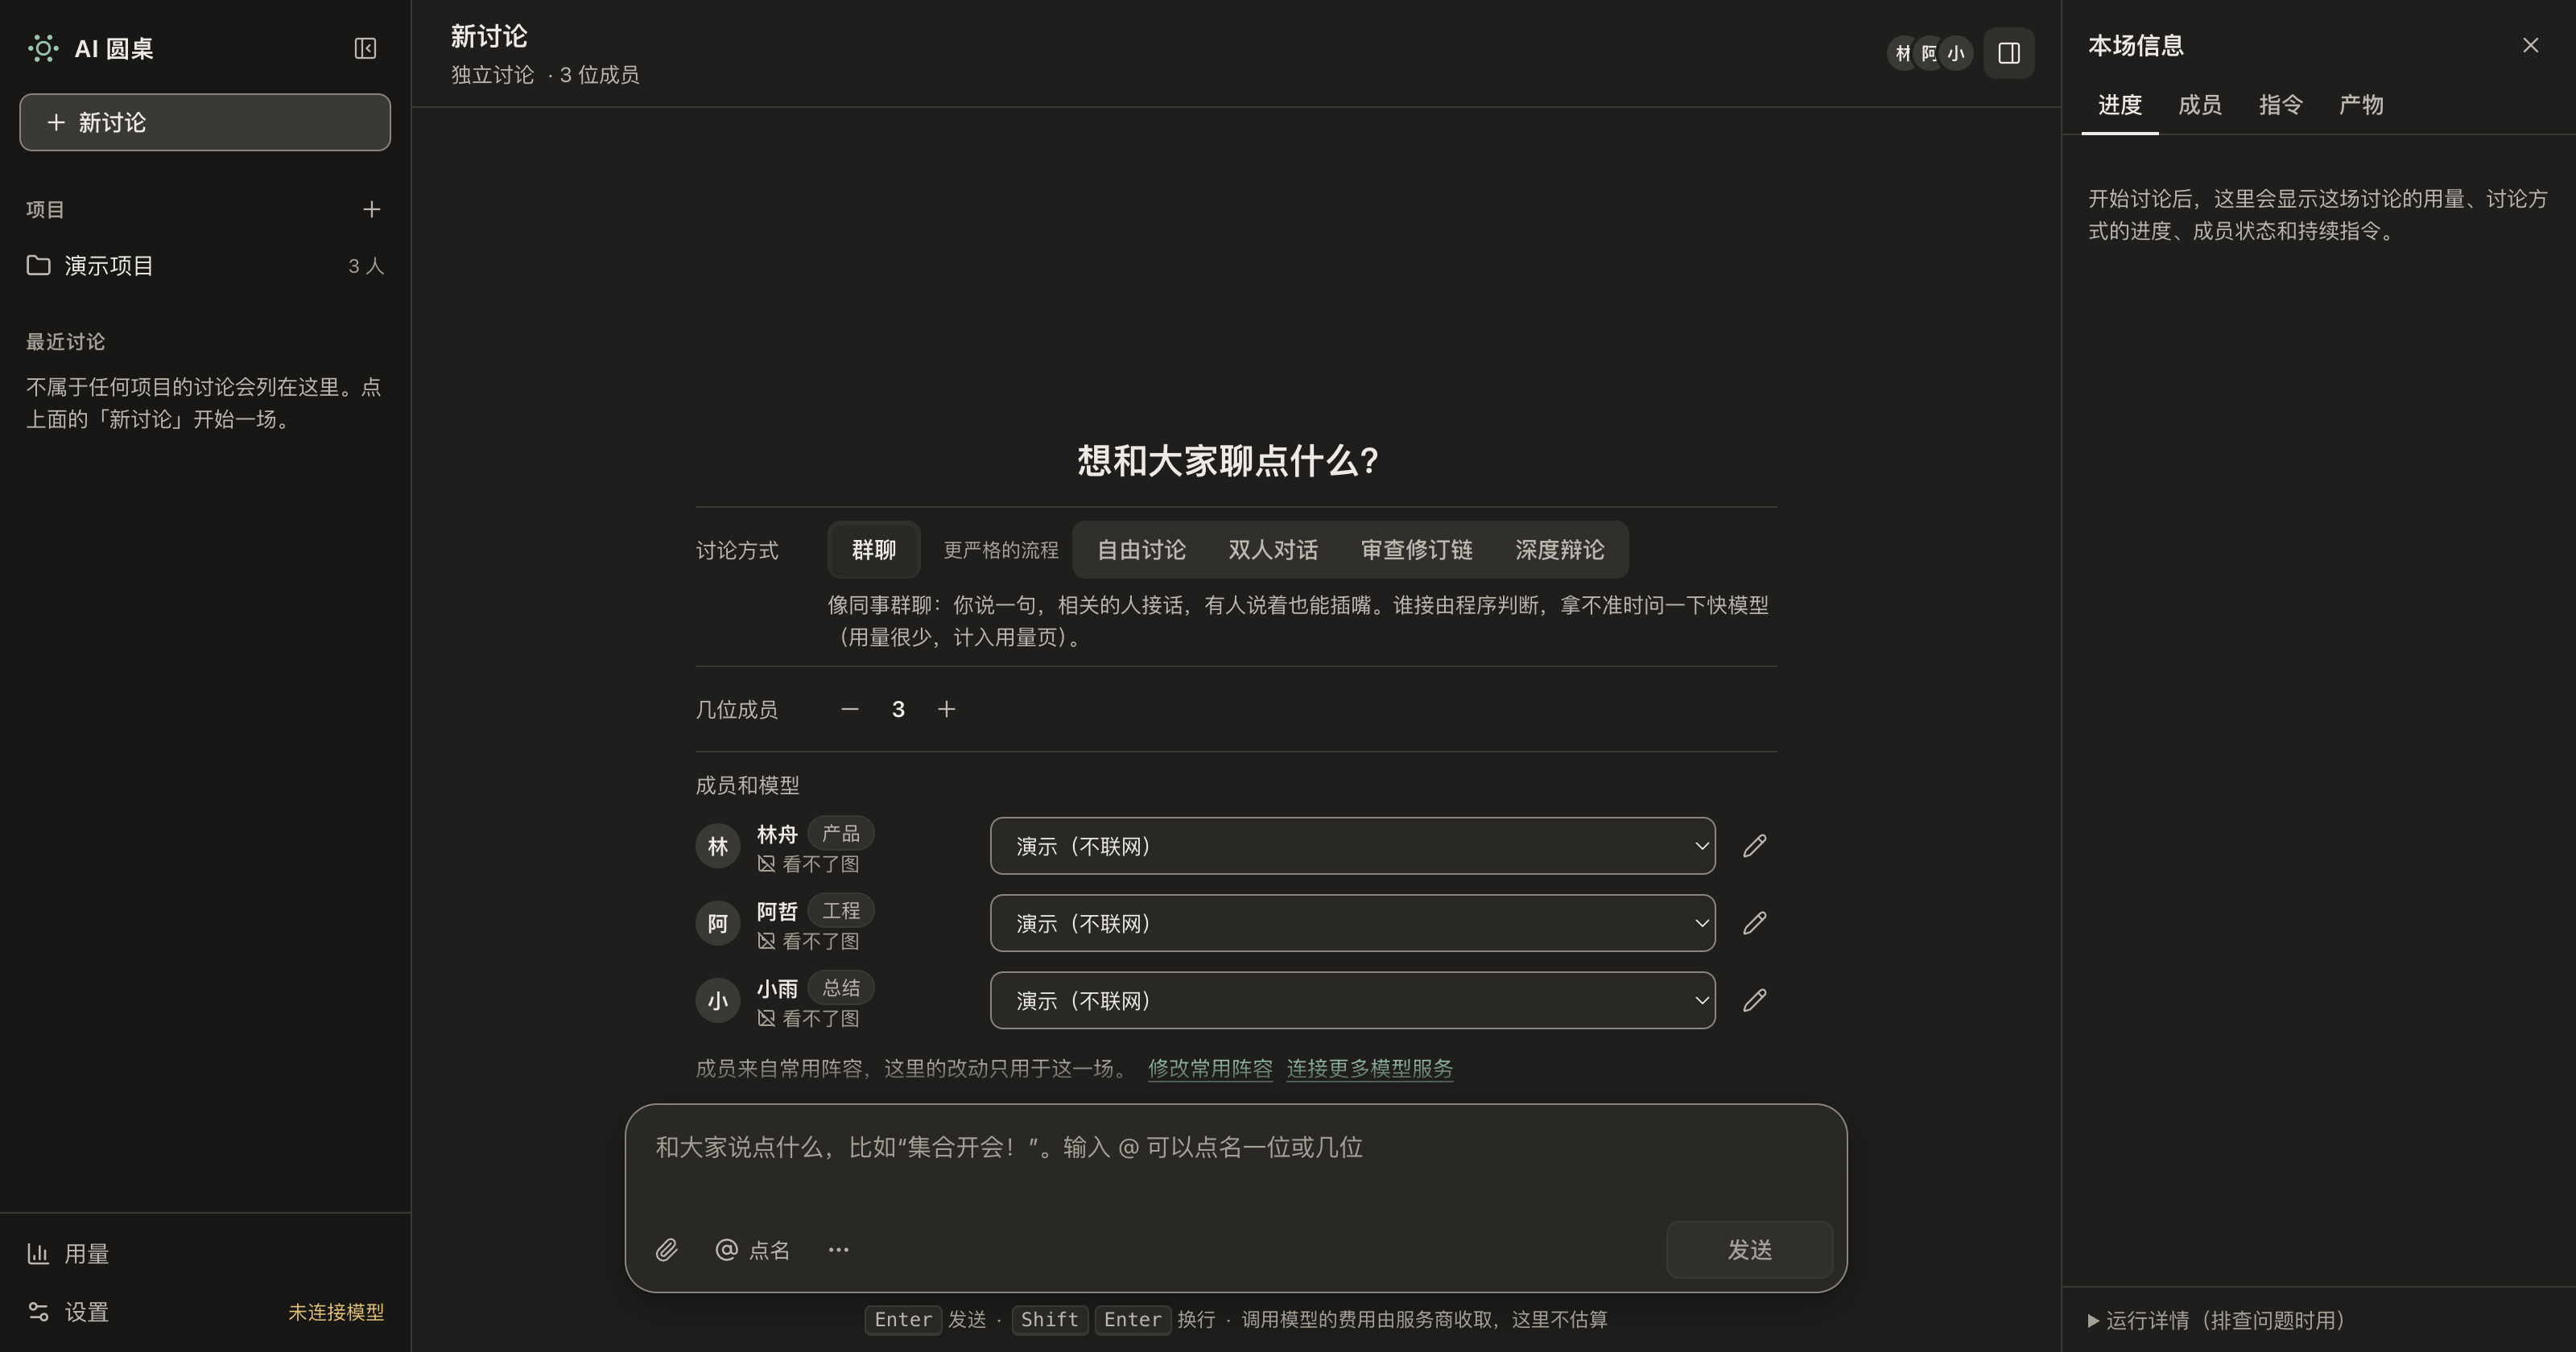 AI 圆桌
新讨论
项目
演示项目 3 人
最近讨论
不属于任何项目的讨论会列在这里。点
上面的「新讨论」开始一场。
用量
设置 未连接模型
新讨论
独立讨论 · 3 位成员
林 阿 小
想和大家聊点什么？
讨论方式 群聊 更严格的流程 自由讨论 双人对话 审查修订链 深度辩论
像同事群聊：你说一句，相关的人接话，有人说着也能插嘴。谁接由程序判断，拿不准时问一下快模型
（用量很少，计入用量页）。
几位成员 3
成员和模型
林 林舟 产品 演示（不联网）
看不了图
阿 阿哲 工程 演示（不联网）
看不了图
小 小雨 总结 演示（不联网）
看不了图
成员来自常用阵容，这里的改动只用于这一场。 修改常用阵容 连接更多模型服务
和大家说点什么，比如“集合开会！”。输入 @ 可以点名一位或几位
点名 发送
Enter 发送 · Shift Enter 换行 · 调用模型的费用由服务商收取，这里不估算
本场信息
进度 成员 指令 产物
开始讨论后，这里会显示这场讨论的用量、讨论方
式的进度、成员状态和持续指令。
运行详情（排查问题时用）